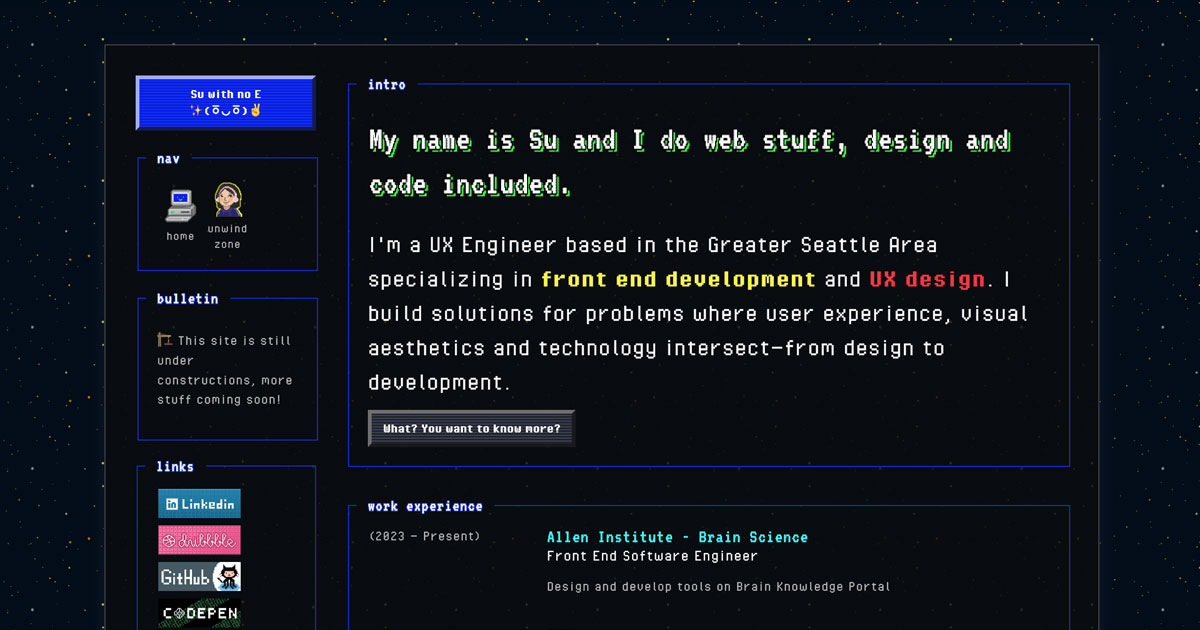 Su with no E
✨(ō◡ō)✌
nav
home
unwind
zone
bulletin
🏗 This site is still
under
constructions, more
stuff coming soon!
links
Linkedin
dribbble
GitHub
CODEPEN
intro
My name is Su and I do web stuff, design and
code included.
I'm a UX Engineer based in the Greater Seattle Area
specializing in front end development and UX design. I
build solutions for problems where user experience, visual
aesthetics and technology intersect—from design to
development.
What? You want to know more?
work experience
(2023 — Present)
Allen Institute - Brain Science
Front End Software Engineer
Design and develop tools on Brain Knowledge Portal